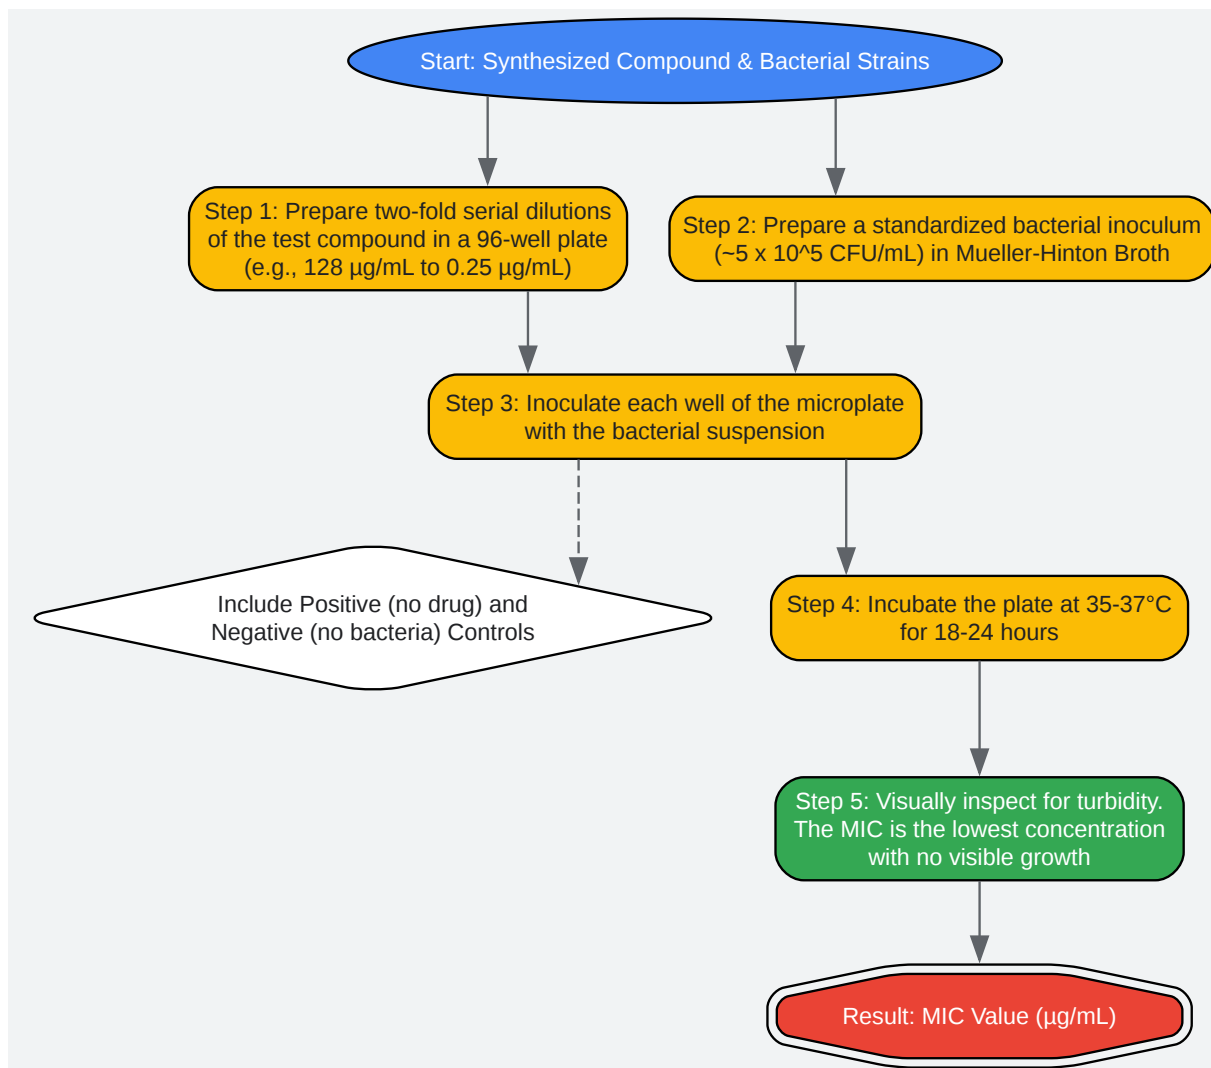 Start: Synthesized Compound & Bacterial Strains
Step 1: Prepare two-fold serial dilutions
of the test compound in a 96-well plate
(e.g., 128 µg/mL to 0.25 µg/mL)
Step 2: Prepare a standardized bacterial inoculum
(~5 x 10^5 CFU/mL) in Mueller-Hinton Broth
Step 3: Inoculate each well of the microplate
with the bacterial suspension
Include Positive (no drug) and
Negative (no bacteria) Controls
Step 4: Incubate the plate at 35-37°C
for 18-24 hours
Step 5: Visually inspect for turbidity.
The MIC is the lowest concentration
with no visible growth
Result: MIC Value (µg/mL)